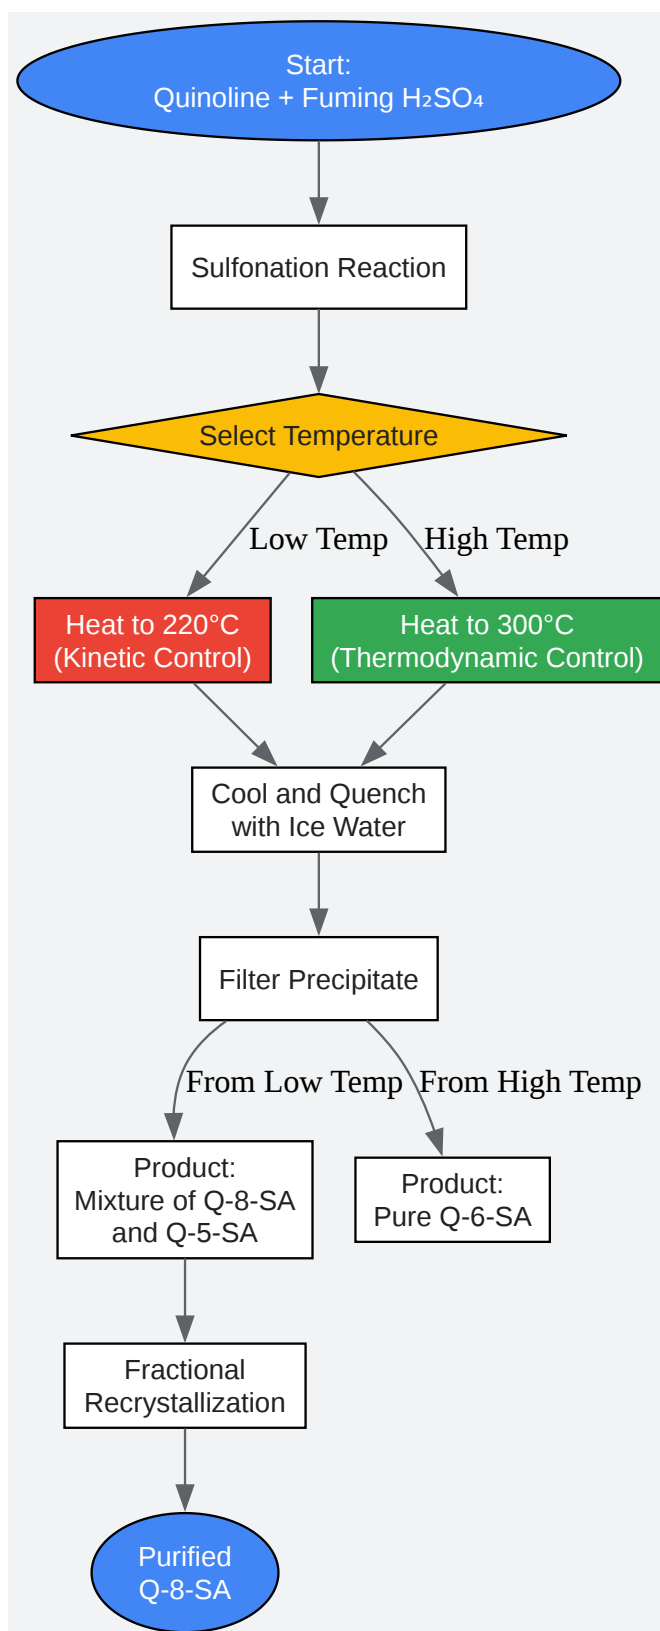 Start:
Quinoline + Fuming H₂SO₄
Sulfonation Reaction
Select Temperature
Low Temp
High Temp
Heat to 220°C
(Kinetic Control)
Heat to 300°C
(Thermodynamic Control)
Cool and Quench
with Ice Water
Filter Precipitate
From Low Temp
From High Temp
Product:
Mixture of Q-8-SA
and Q-5-SA
Product:
Pure Q-6-SA
Fractional
Recrystallization
Purified
Q-8-SA